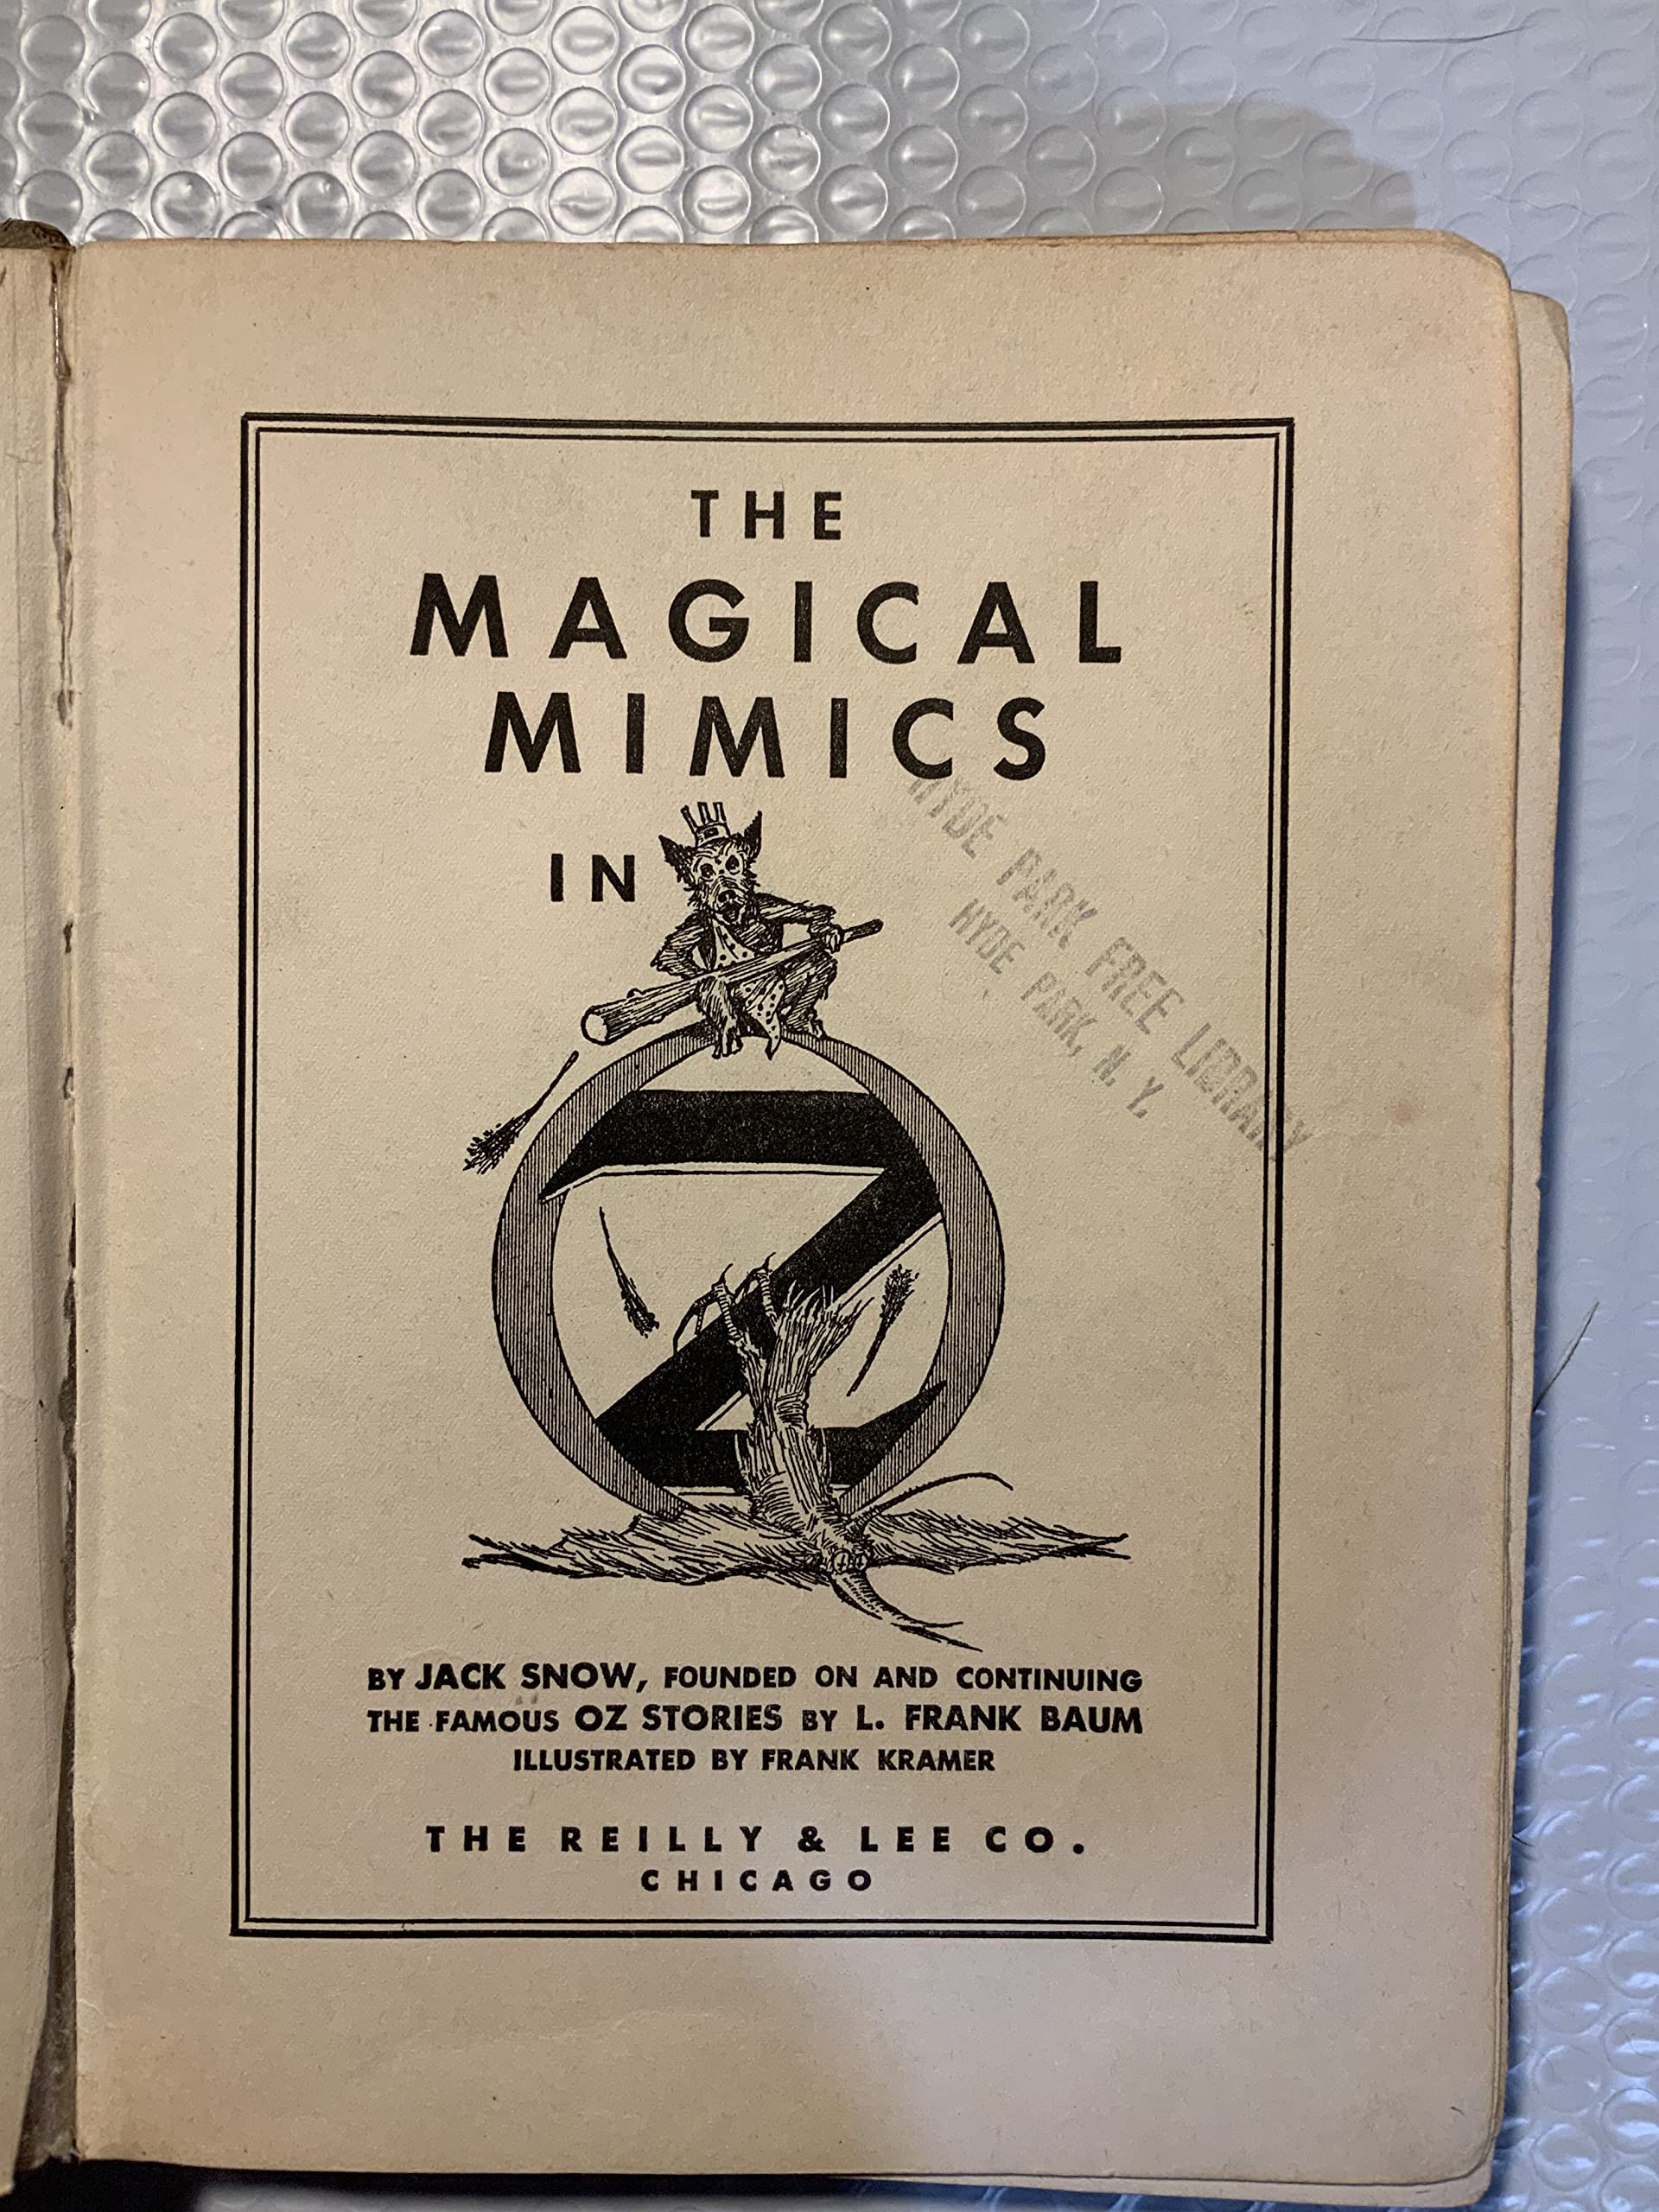 THE
MAGICAL
MIMICS
IN
OZ
HYDE PARK FREE LIBRARY
HYDE PARK, N. Y.
BY JACK SNOW, FOUNDED ON AND CONTINUING
THE FAMOUS OZ STORIES BY L. FRANK BAUM
ILLUSTRATED BY FRANK KRAMER
THE REILLY & LEE CO.
CHICAGO